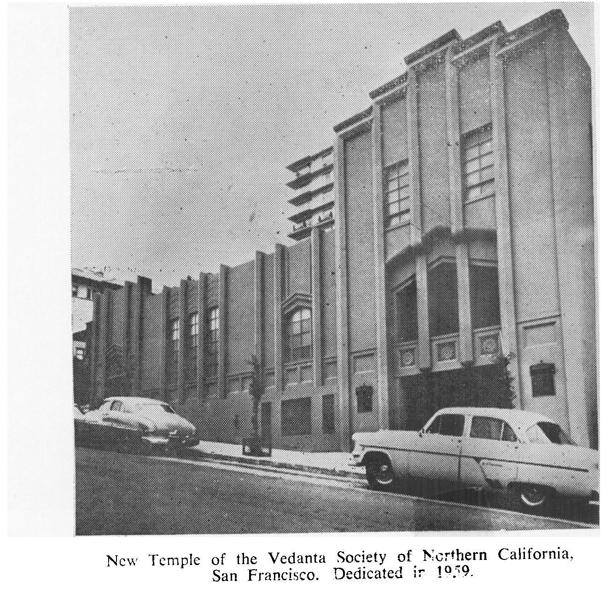 New Temple of the Vedanta Society of Northern California,
San Francisco. Dedicated in 1959.